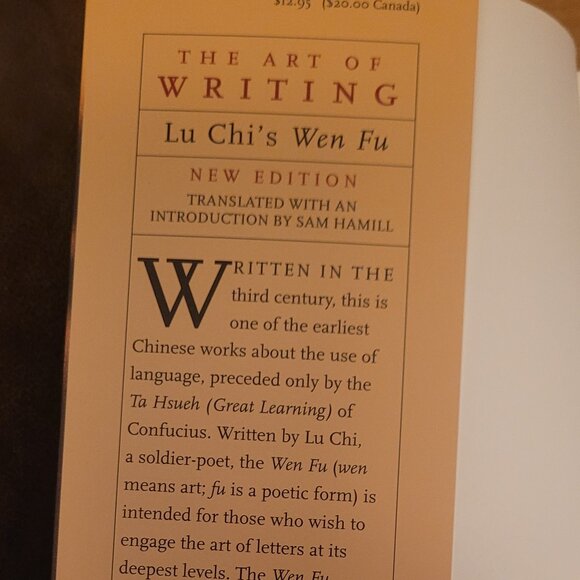 $12.95 ($20.00 Canada)
THE ART OF
WRITING
Lu Chi's Wen Fu
NEW EDITION
TRANSLATED WITH AN
INTRODUCTION BY SAM HAMILL
WRITTEN IN THE
third century, this is
one of the earliest
Chinese works about the use of
language, preceded only by the
Ta Hsueh (Great Learning) of
Confucius. Written by Lu Chi,
a soldier-poet, the Wen Fu (wen
means art; fu is a poetic form) is
intended for those who wish to
engage the art of letters at its
deepest levels. The Wen Fu